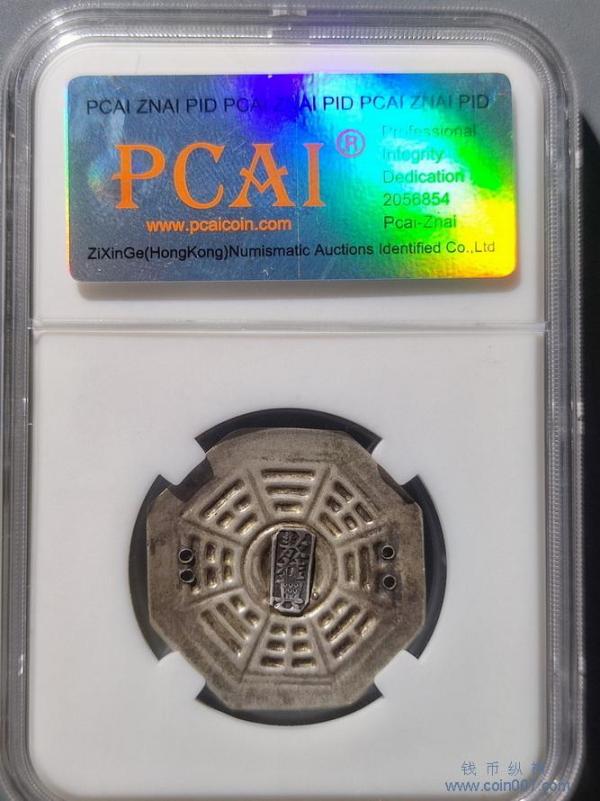 PCAI ZNAI PID PCAI ZNAI PID PCAI ZNAI PID
PCAI®
www.pcaicoin.com
Professional
Integrity
Dedication
2056854
Pcai-Znai
ZiXinGe(HongKong)Numismatic Auctions Identified Co.,Ltd
钱币纵横
www.coin001.com